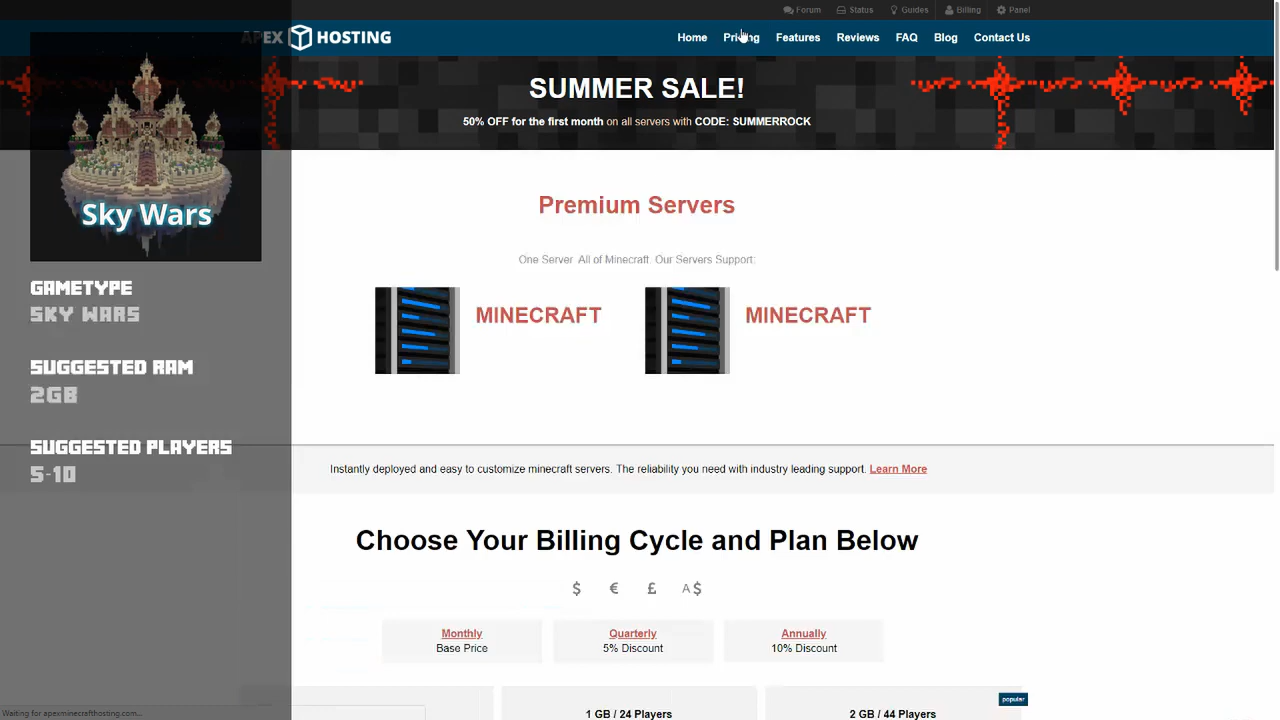 Forum Status Guides Billing Panel
APEX HOSTING
Home Pricing Features Reviews FAQ Blog Contact Us
SUMMER SALE!
50% OFF for the first month on all servers with CODE: SUMMERROCK
Sky Wars
GAMETYPE
SKY WARS
SUGGESTED RAM
2GB
SUGGESTED PLAYERS
5-10
Premium Servers
One Server. All of Minecraft. Our Servers Support:
MINECRAFT
MINECRAFT
Instantly deployed and easy to customize minecraft servers. The reliability you need with industry leading support. Learn More
Choose Your Billing Cycle and Plan Below
$ € £ A$
Monthly
Base Price
Quarterly
5% Discount
Annually
10% Discount
popular
1 GB / 24 Players
2 GB / 44 Players
Waiting for apexminecrafthosting.com...